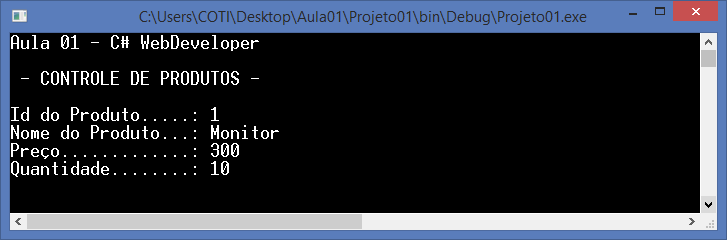 C:\Users\COTI\Desktop\Aula01\Projeto01\bin\Debug\Projeto01.exe
Aula 01 - C# WebDeveloper
- CONTROLE DE PRODUTOS -
Id do Produto.....: 1
Nome do Produto...: Monitor
Preço.............: 300
Quantidade........: 10